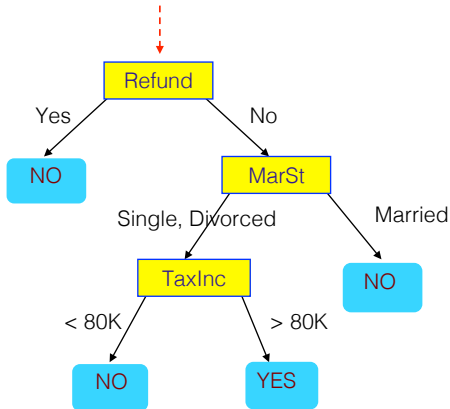 Refund
Yes
No
NO
MarSt
Single, Divorced
Married
TaxInc
NO
< 80K
> 80K
NO
YES